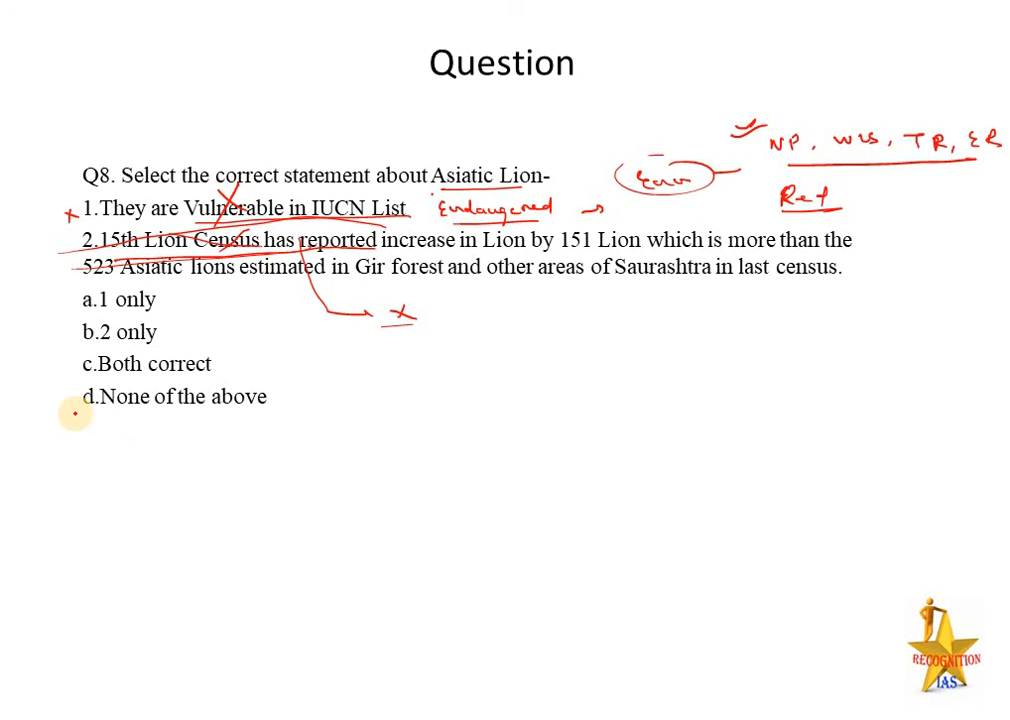 Question
NP, WLS, TR, ER
Q8. Select the correct statement about Asiatic Lion-
Ret
x 1.They are Vulnerable in IUCN List Endangered →
2.15th Lion Census has reported increase in Lion by 151 Lion which is more than the
523 Asiatic lions estimated in Gir forest and other areas of Saurashtra in last census.
a.1 only
x
b.2 only
c.Both correct
d.None of the above
RECOGNITION
IAS